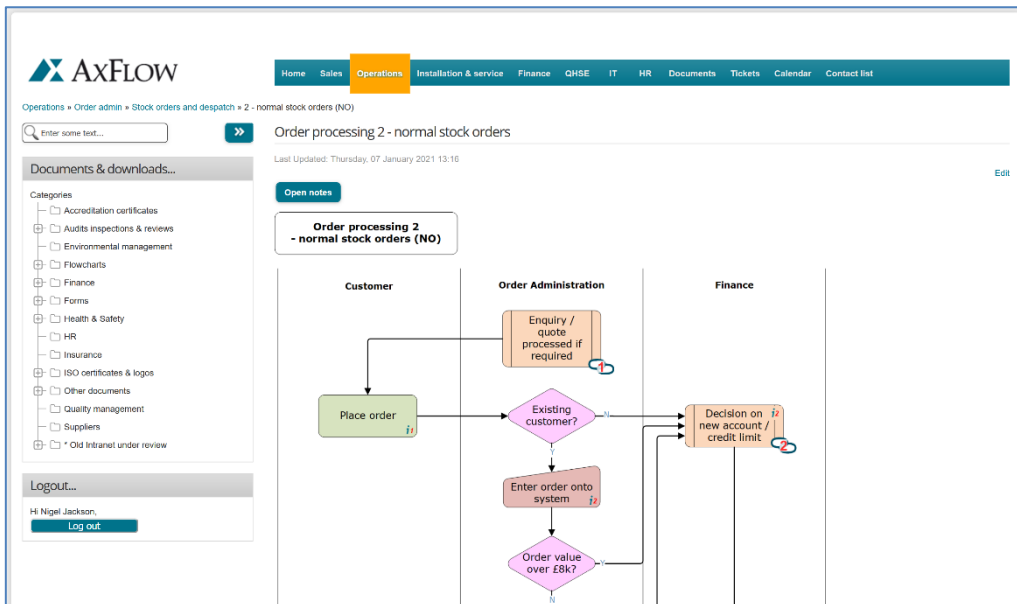 AxFlow
Home Sales Operations Installation & service Finance QHSE IT HR Documents Tickets Calendar Contact list
Operations » Order admin » Stock orders and despatch » 2 - normal stock orders (NO)
Enter some text...
»
Order processing 2 - normal stock orders
Last Updated: Thursday, 07 January 2021 13:16
Edit
Documents & downloads...
Categories
Accreditation certificates
Audits inspections & reviews
Environmental management
Flowcharts
Finance
Forms
Health & Safety
HR
Insurance
ISO certificates & logos
Other documents
Quality management
Suppliers
* Old Intranet under review
Logout...
Hi Nigel Jackson,
Log out
Open notes
Order processing 2
- normal stock orders (NO)
Customer
Order Administration
Finance
Enquiry /
quote
processed if
required
1
Place order
i1
Existing
customer?
N
Y
Decision on
new account /
credit limit
i2
2
Enter order onto
system
i2
Order value
over £8k?
Y
N